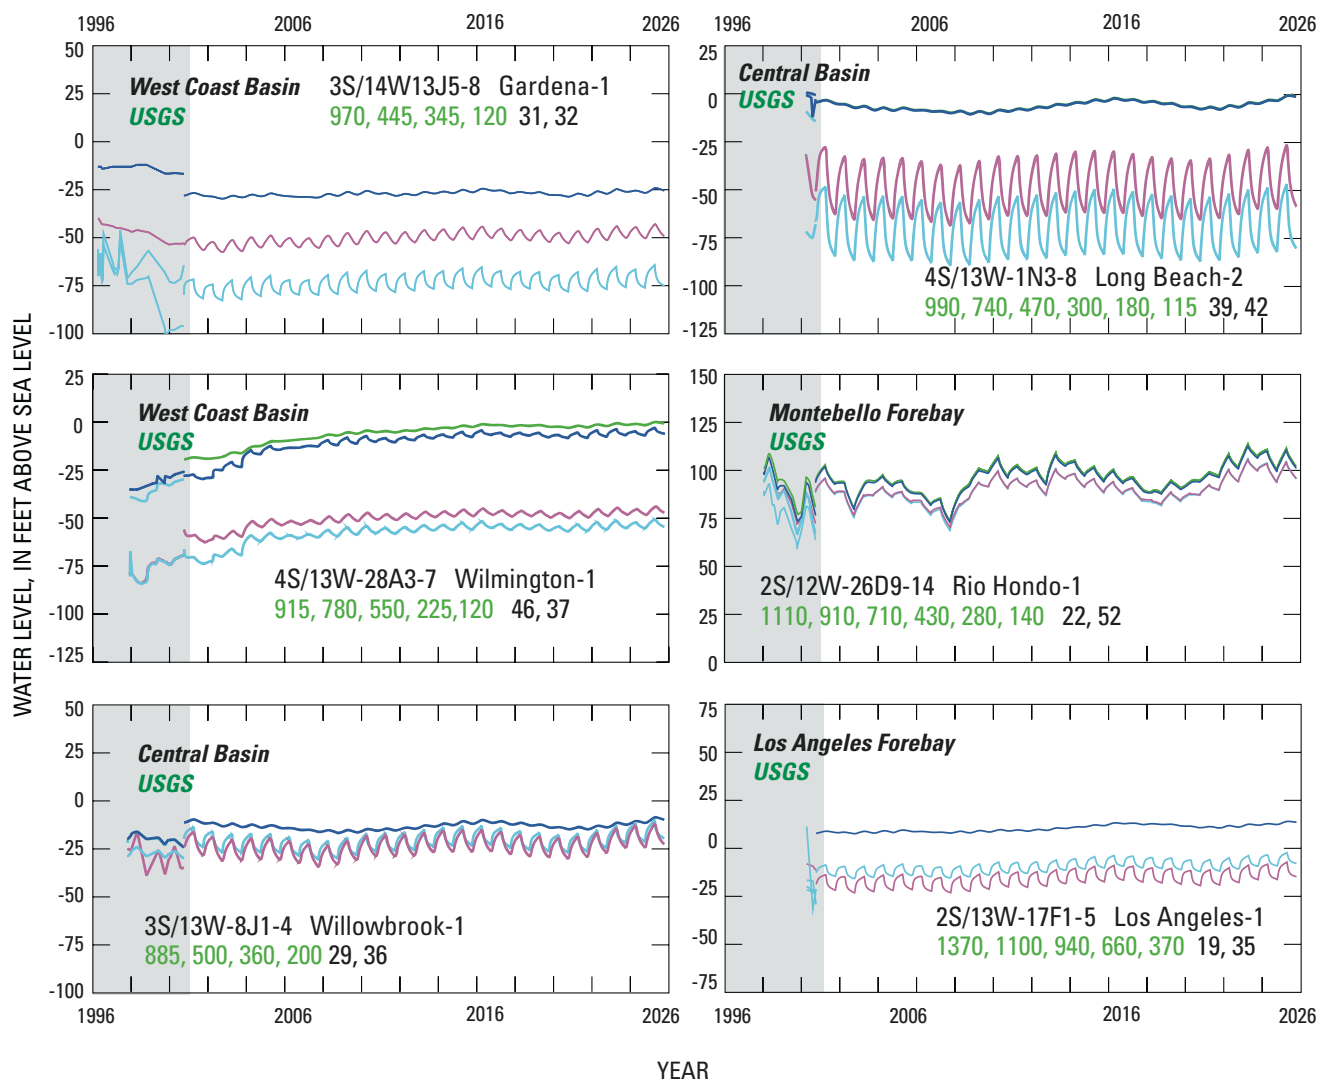 1996 2006 2016 2026
1996 2006 2016 2026
WATER LEVEL, IN FEET ABOVE SEA LEVEL
50
25
0
-25
-50
-75
-100
West Coast Basin 3S/14W13J5-8 Gardena-1
USGS 970, 445, 345, 120 31, 32
25
0
-25
-50
-75
-100
-125
Central Basin
USGS
4S/13W-1N3-8 Long Beach-2
990, 740, 470, 300, 180, 115 39, 42
25
0
-25
-50
-75
-100
-125
West Coast Basin
USGS
4S/13W-28A3-7 Wilmington-1
915, 780, 550, 225,120 46, 37
150
125
100
75
50
25
0
Montebello Forebay
USGS
2S/12W-26D9-14 Rio Hondo-1
1110, 910, 710, 430, 280, 140 22, 52
50
25
0
-25
-50
-75
-100
Central Basin
USGS
3S/13W-8J1-4 Willowbrook-1
885, 500, 360, 200 29, 36
75
50
25
0
-25
-50
-75
Los Angeles Forebay
USGS
2S/13W-17F1-5 Los Angeles-1
1370, 1100, 940, 660, 370 19, 35
1996 2006 2016 2026
1996 2006 2016 2026
YEAR